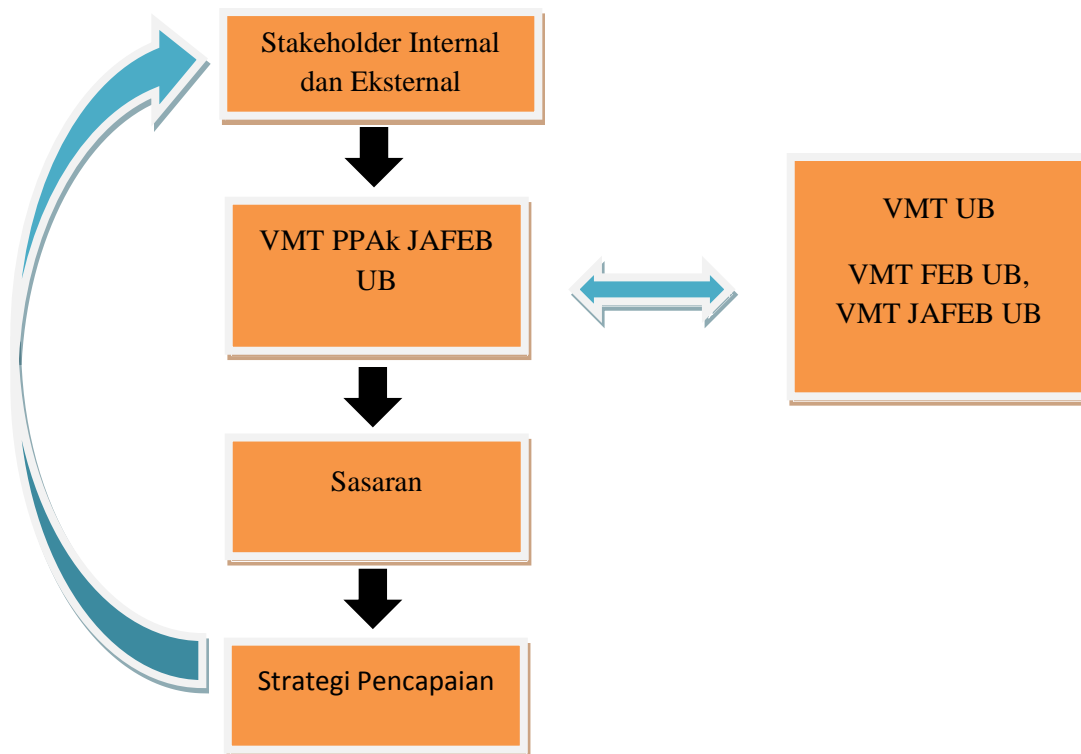 Stakeholder Internal
dan Eksternal
VMT PPAk JAFEB
UB
VMT UB
VMT FEB UB,
VMT JAFEB UB
Sasaran
Strategi Pencapaian